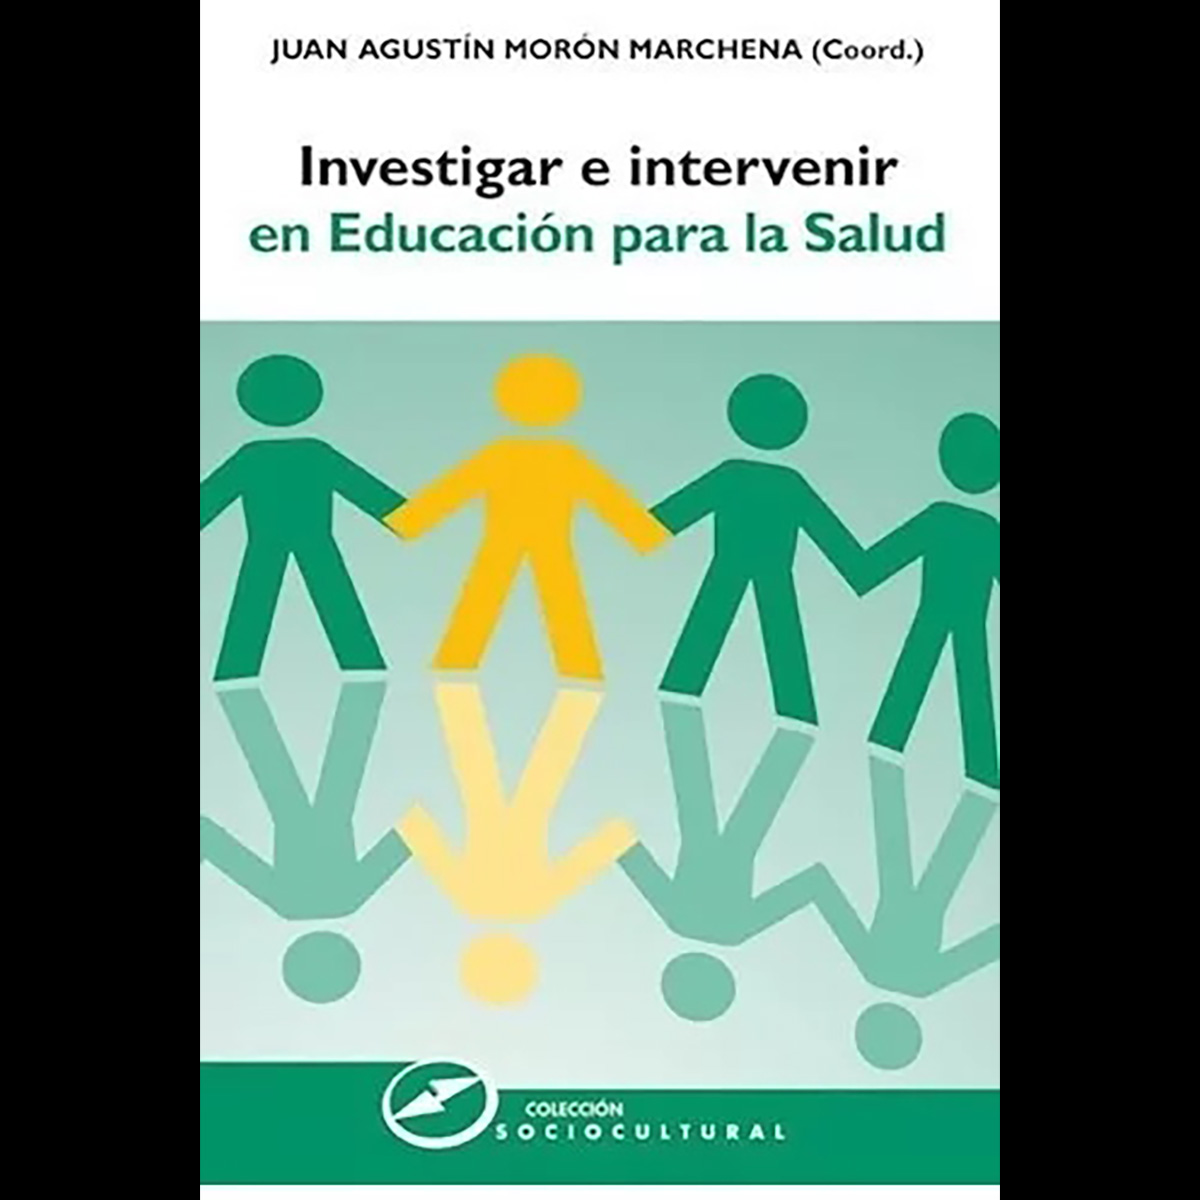 JUAN AGUSTÍN MORÓN MARCHENA (Coord.)
Investigar e intervenir
en Educación para la Salud
COLECCIÓN
SOCIOCULTURAL